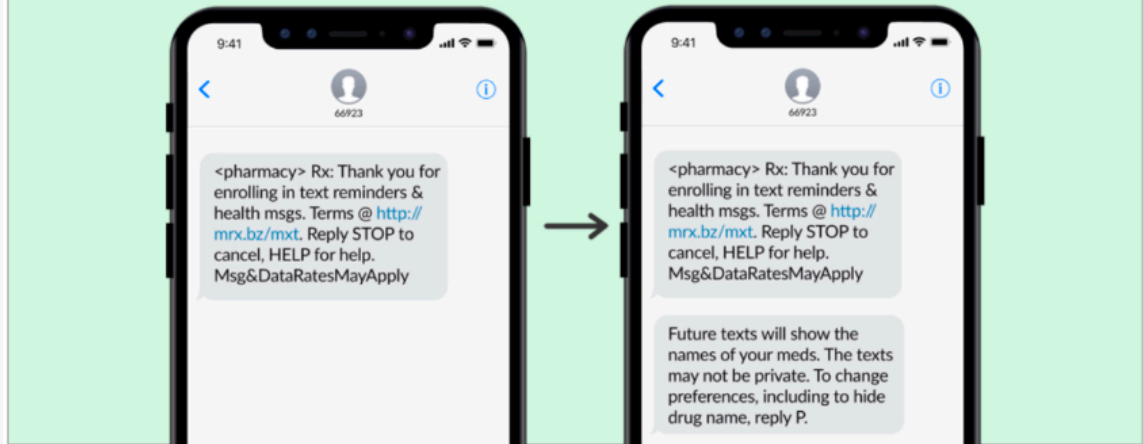 9:41
66923
<pharmacy> Rx: Thank you for
enrolling in text reminders &
health msgs. Terms @ http://
mrx.bz/mxt. Reply STOP to
cancel, HELP for help.
Msg&DataRatesMayApply
9:41
66923
<pharmacy> Rx: Thank you for
enrolling in text reminders &
health msgs. Terms @ http://
mrx.bz/mxt. Reply STOP to
cancel, HELP for help.
Msg&DataRatesMayApply
Future texts will show the
names of your meds. The texts
may not be private. To change
preferences, including to hide
drug name, reply P.